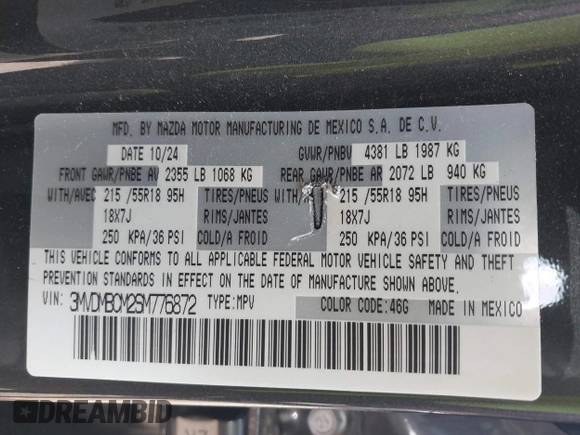 MFD. BY MAZDA MOTOR MANUFACTURING DE MEXICO S.A. DE C.V.
DATE 10/24 GVWR/PNBV 4381 LB 1987 KG
FRONT GAWR/PNBE AV 2355 LB 1068 KG REAR GAWR/PNBE AR 2072 LB 940 KG
WITH/AVEC 215 /55R18 95H TIRES/PNEUS WITH/ 215 /55R18 95H TIRES/PNEUS
18X7J RIMS/JANTES 18X7J RIMS/JANTES
250 KPA/36 PSI COLD/A FROID 250 KPA/36 PSI COLD/A FROID
THIS VEHICLE CONFORMS TO ALL APPLICABLE FEDERAL MOTOR VEHICLE SAFETY AND THEFT
PREVENTION STANDARDS IN EFFECT ON THE DATE OF MANUFACTURE SHOWN ABOVE.
VIN: 3MVDMBCM2SM776872 TYPE:MPV COLOR CODE:46G MADE IN MEXICO
DREAMBID